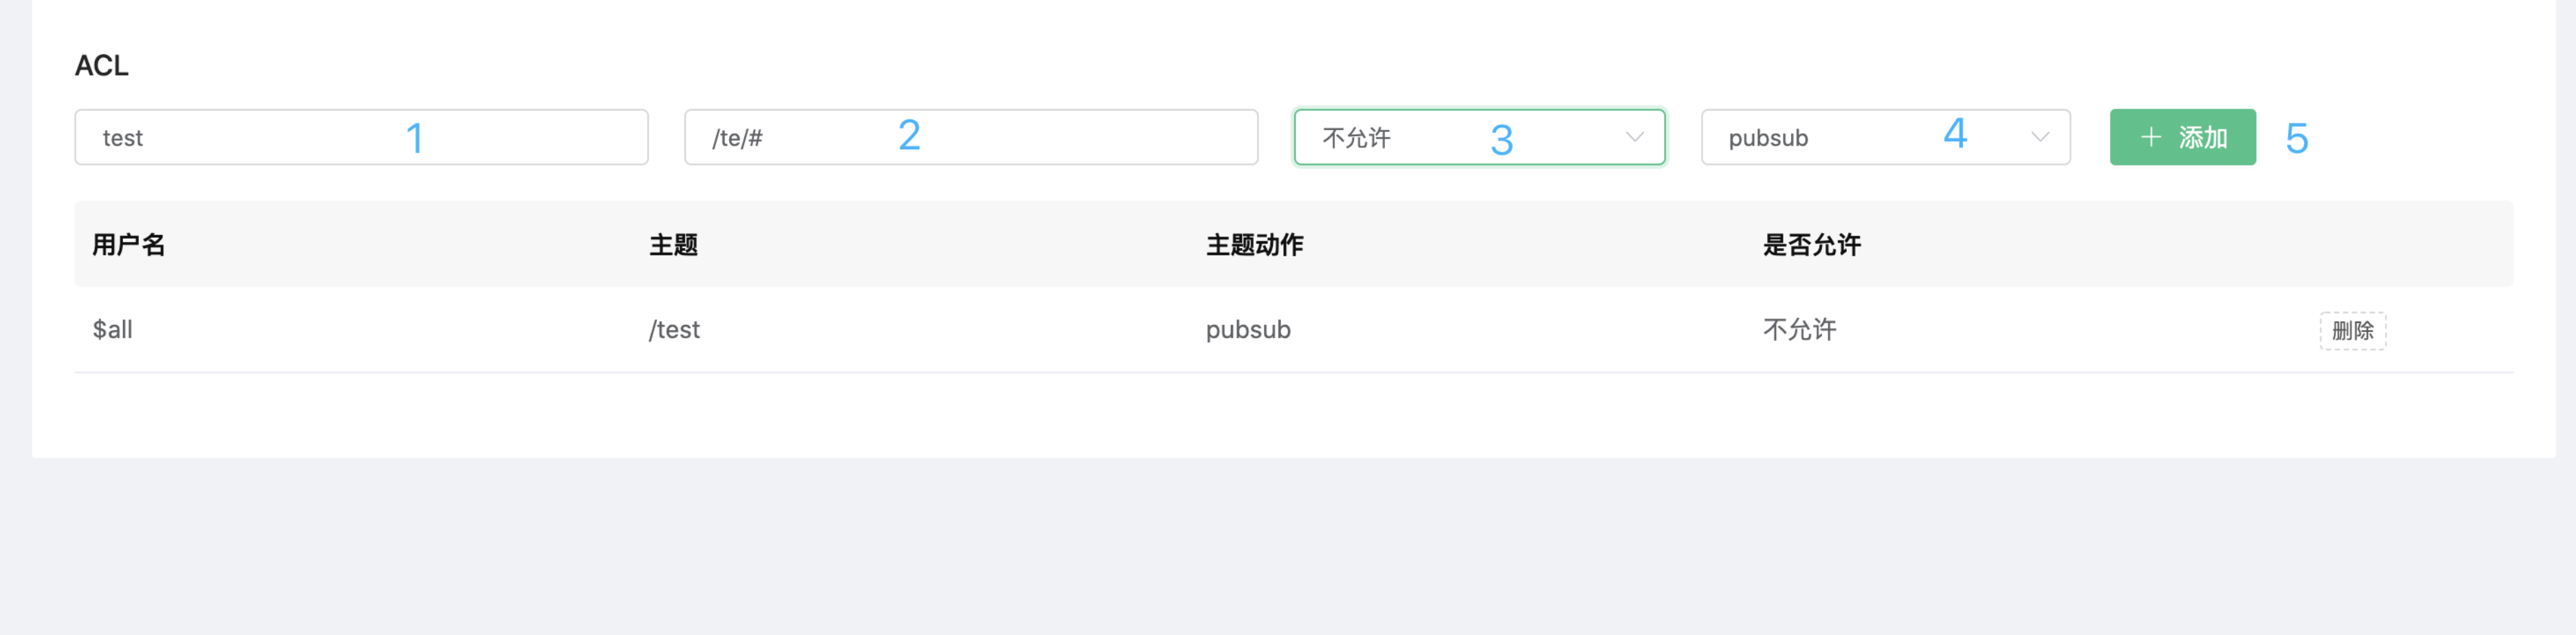 ACL
test 1 /te/# 2 不允许 3 pubsub 4 + 添加 5
用户名 主题 主题动作 是否允许
$all /test pubsub 不允许 删除